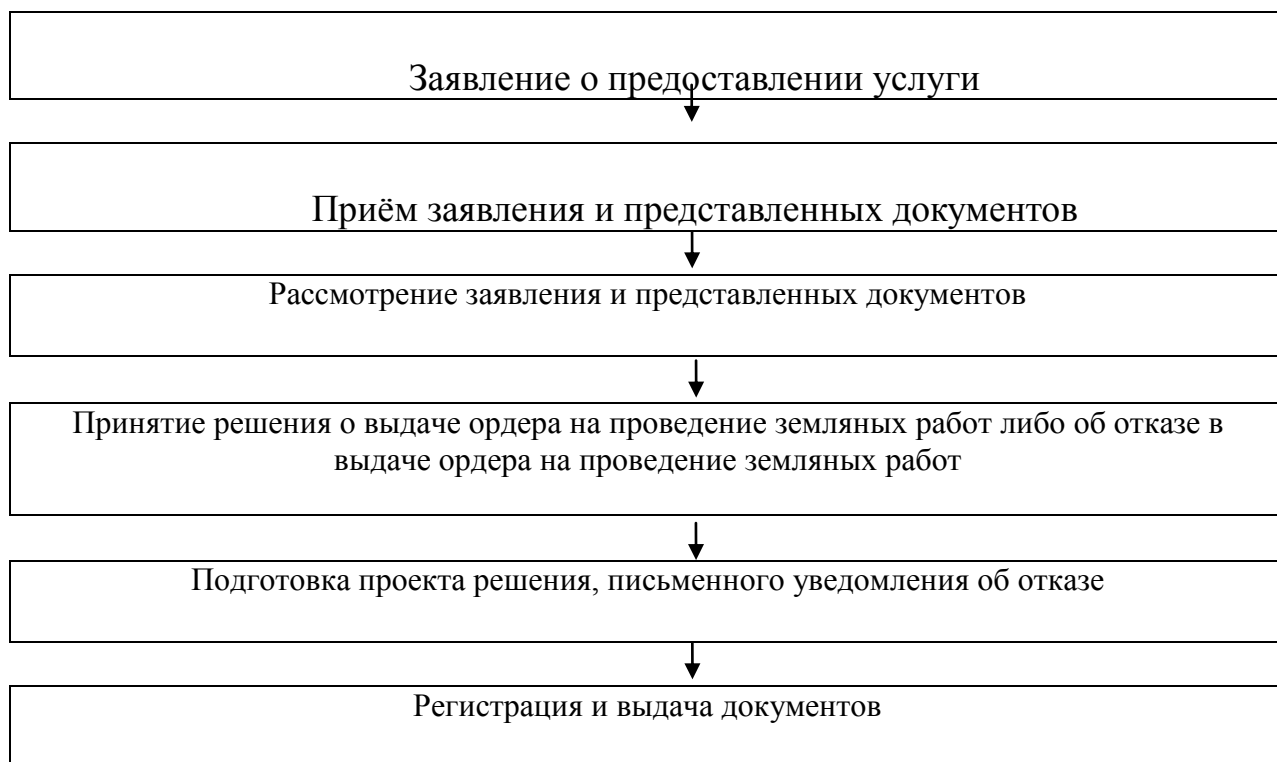 Заявление о предоставлении услуги
Приём заявления и представленных документов
Рассмотрение заявления и представленных документов
Принятие решения о выдаче ордера на проведение земляных работ либо об отказе в
выдаче ордера на проведение земляных работ
Подготовка проекта решения, письменного уведомления об отказе
Регистрация и выдача документов